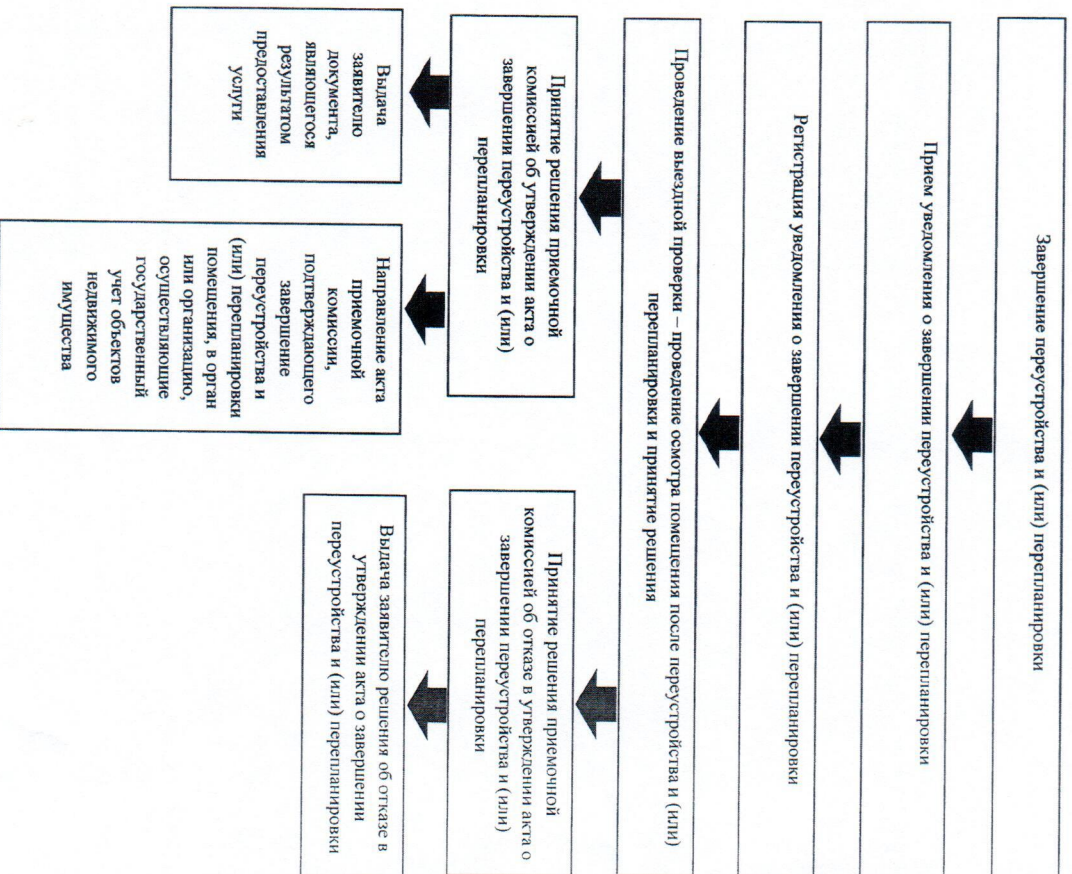 Завершение переустройства и (или) перепланировки
Прием уведомления о завершении переустройства и (или) перепланировки
Регистрация уведомления о завершении переустройства и (или) перепланировки
Проведение выездной проверки – проведение осмотра помещения после переустройства и (или)
перепланировки и принятие решения
Принятие решения приемочной
комиссией об утверждении акта о
завершении переустройства и (или)
перепланировки
Принятие решения приемочной
комиссией об отказе в утверждении акта о
завершении переустройства и (или)
перепланировки
Выдача
заявителю
документа,
являющегося
результатом
предоставления
услуги
Направление акта
приемочной
комиссии,
подтверждающего
завершение
переустройства и
(или) перепланировки
помещения, в орган
или организацию,
осуществляющие
государственный
учет объектов
недвижимого
имущества
Выдача заявителю решения об отказе в
утверждении акта о завершении
переустройства и (или) перепланировки